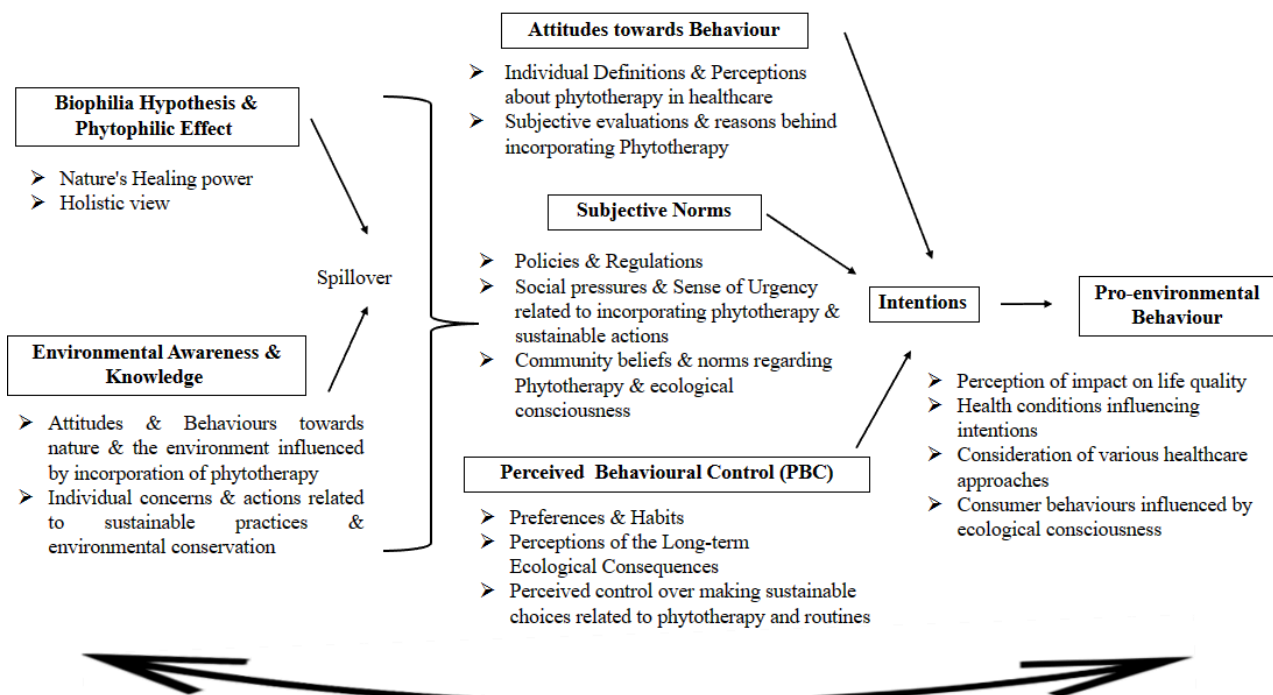 Biophilia Hypothesis &
Phytophilic Effect
➤ Nature's Healing power
➤ Holistic view
Spillover
Environmental Awareness &
Knowledge
➤ Attitudes & Behaviours towards
nature & the environment influenced
by incorporation of phytotherapy
➤ Individual concerns & actions related
to sustainable practices &
environmental conservation
Attitudes towards Behaviour
➤ Individual Definitions & Perceptions
about phytotherapy in healthcare
➤ Subjective evaluations & reasons behind
incorporating Phytotherapy
Subjective Norms
➤ Policies & Regulations
➤ Social pressures & Sense of Urgency
related to incorporating phytotherapy &
sustainable actions
➤ Community beliefs & norms regarding
Phytotherapy & ecological
consciousness
Perceived Behavioural Control (PBC)
➤ Preferences & Habits
➤ Perceptions of the Long-term
Ecological Consequences
➤ Perceived control over making sustainable
choices related to phytotherapy and routines
Intentions
Pro-environmental
Behaviour
➤ Perception of impact on life quality
➤ Health conditions influencing
intentions
➤ Consideration of various healthcare
approaches
➤ Consumer behaviours influenced by
ecological consciousness